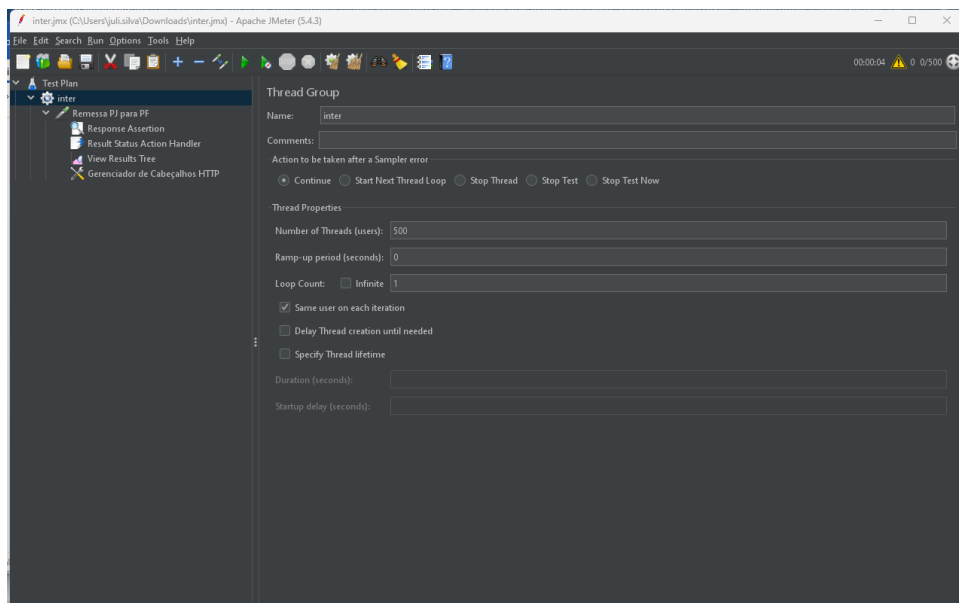 inter.jmx (C:\Users\juli.silva\Downloads\inter.jmx) - Apache JMeter (5.4.3)
File Edit Search Run Options Tools Help
00:00:04 0 0/500
Test Plan
inter
Remessa PJ para PF
Response Assertion
Result Status Action Handler
View Results Tree
Gerenciador de Cabeçalhos HTTP
Thread Group
Name: inter
Comments:
Action to be taken after a Sampler error
Continue Start Next Thread Loop Stop Thread Stop Test Stop Test Now
Thread Properties
Number of Threads (users): 500
Ramp-up period (seconds): 0
Loop Count: Infinite 1
Same user on each iteration
Delay Thread creation until needed
Specify Thread lifetime
Duration (seconds):
Startup delay (seconds):